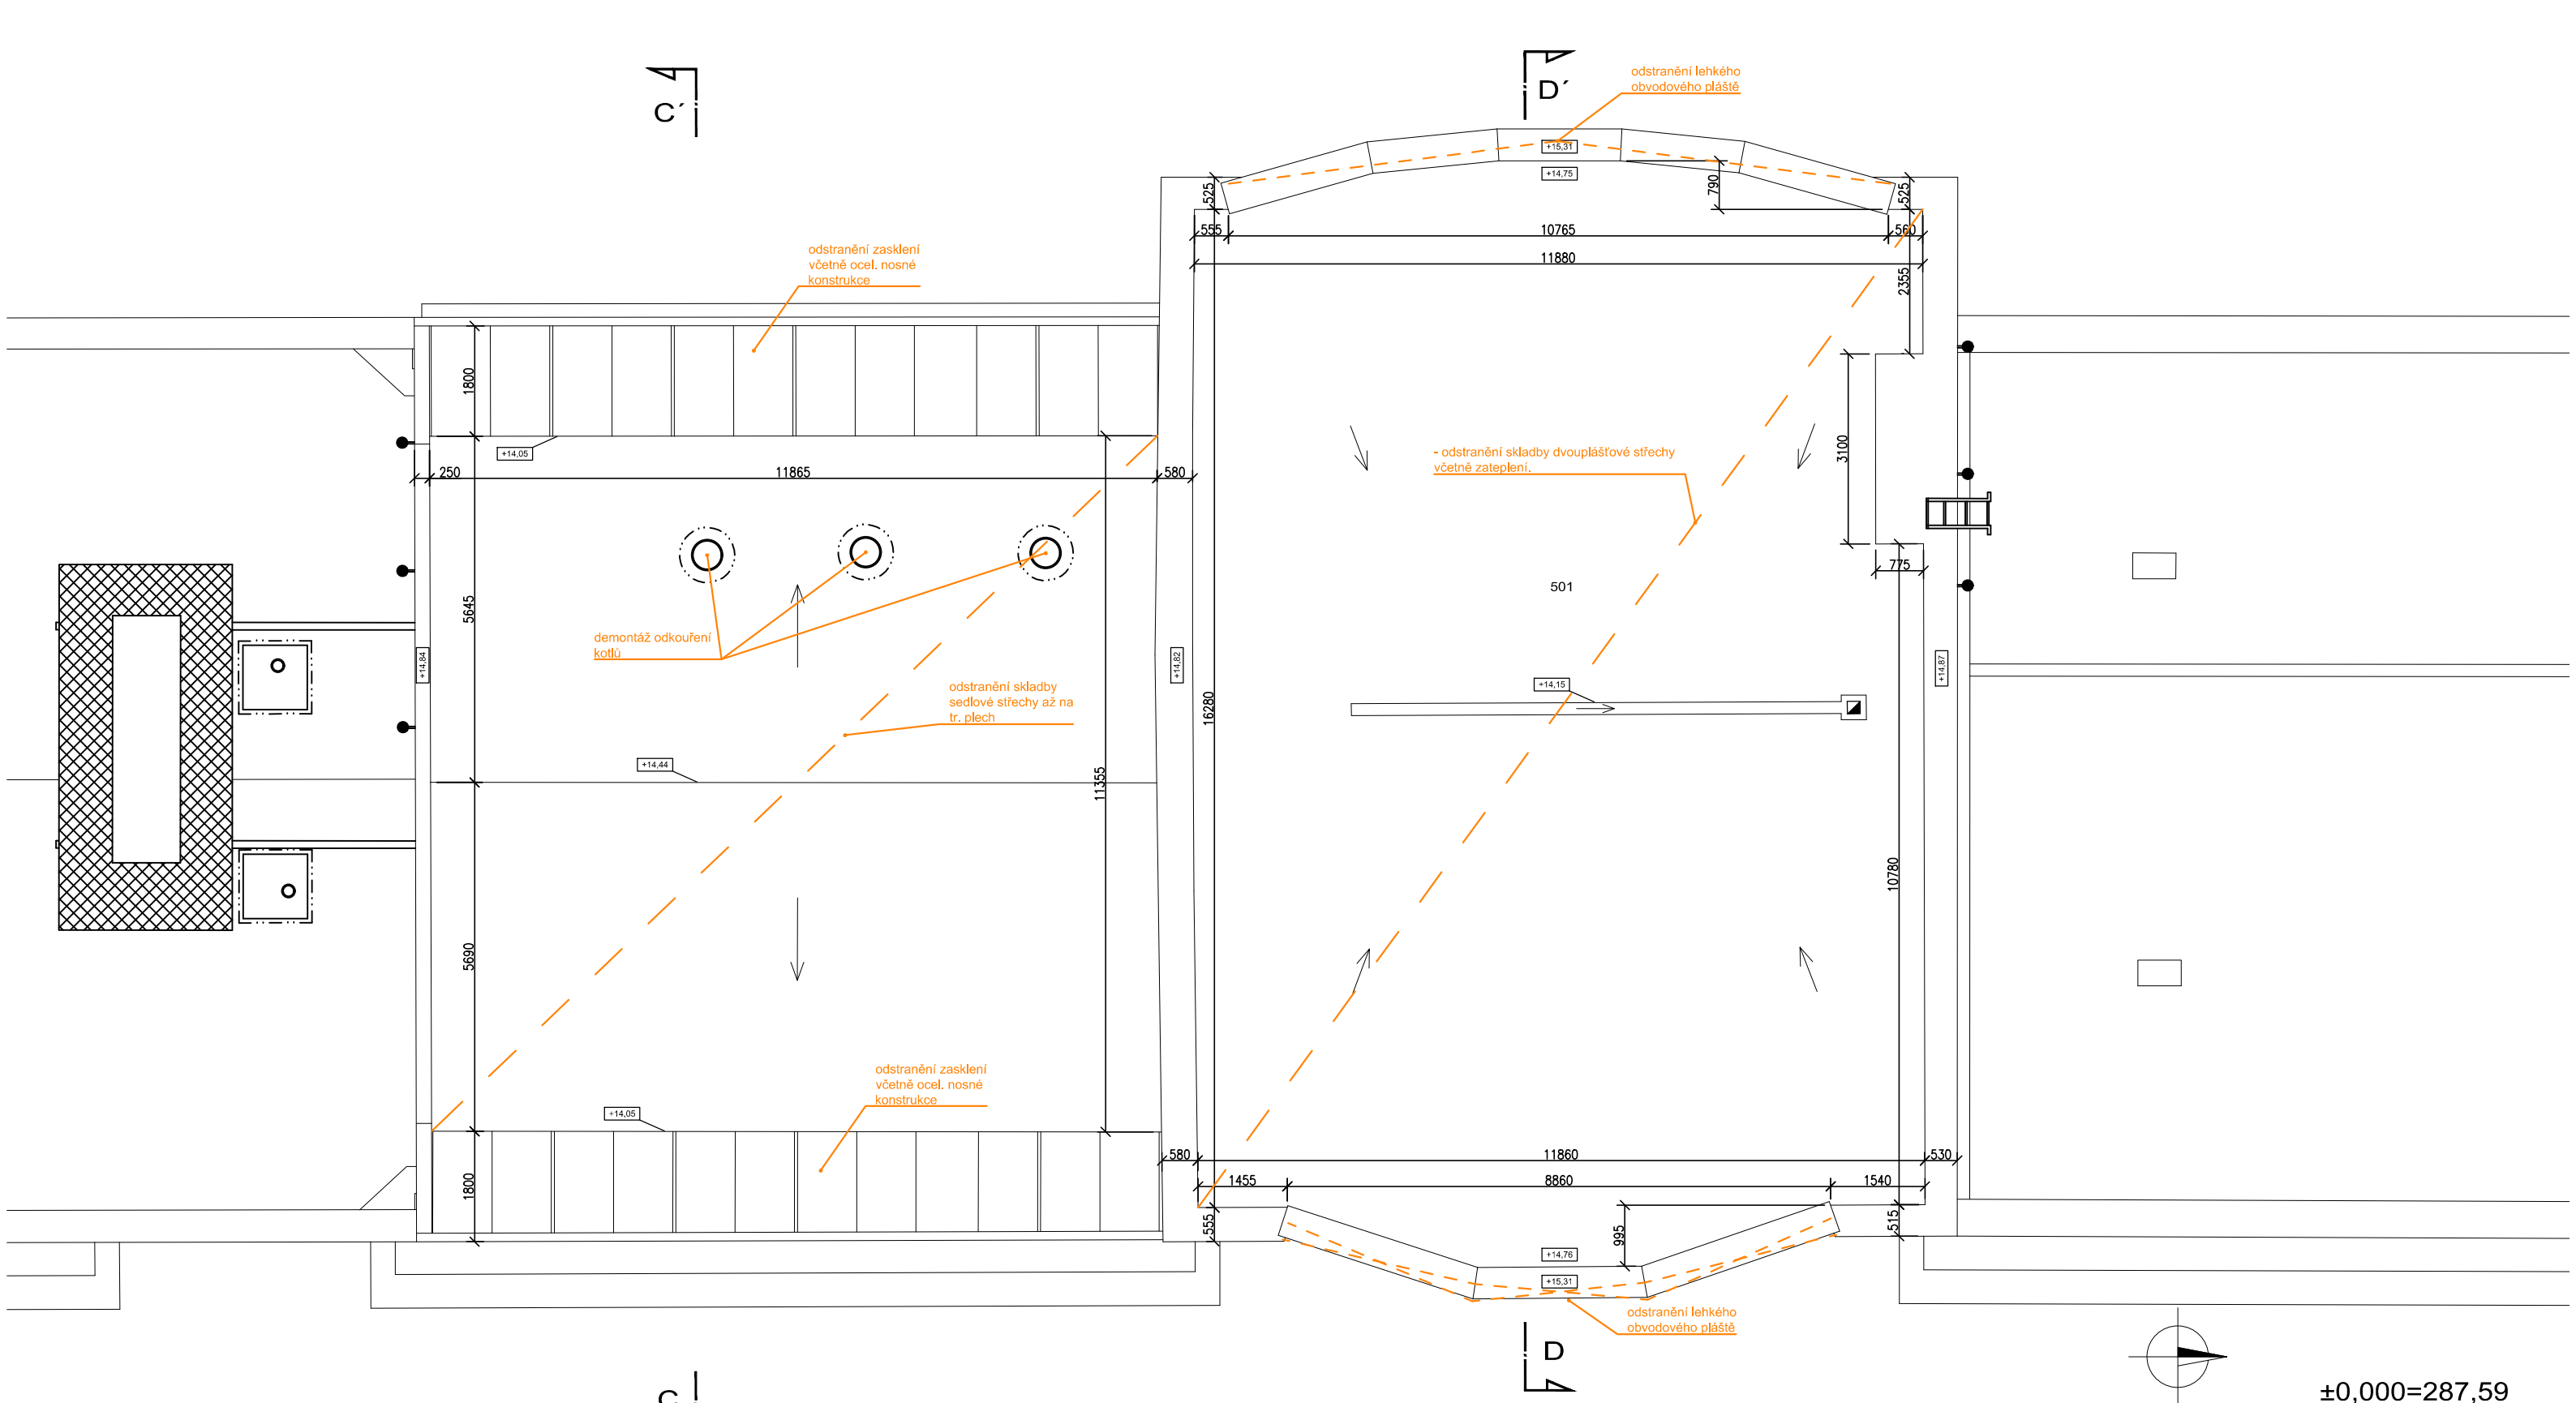 C´
D´
odstranění lehkého
obvodového pláště
+15,31
+14,75
790
525
525
555
10765
560
11880
2355
odstranění zasklení
včetně ocel. nosné
konstrukce
1800
+14,05
250
11865
580
3100
- odstranění skladby dvouplášťové střechy
včetně zateplení.
775
501
5645
demontáž odkouření
kotlů
+14,84
+14,82
+14,87
odstranění skladby
sedlové střechy až na
tr. plech
+14,15
16280
+14,44
11355
10780
5690
odstranění zasklení
včetně ocel. nosné
konstrukce
+14,05
1800
580
11860
530
1455
8860
1540
555
995
515
+14,76
+15,31
odstranění lehkého
obvodového pláště
D
C
±0,000=287,59